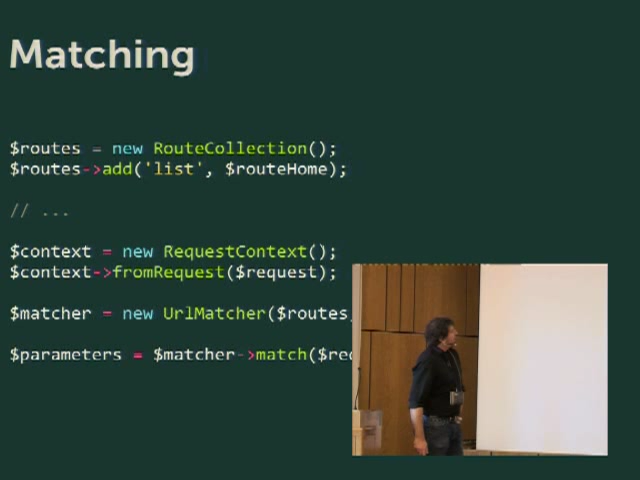 Matching
$routes = new RouteCollection();
$routes->add('list', $routeHome);
// ...
$context = new RequestContext();
$context->fromRequest($request);
$matcher = new UrlMatcher($routes,
$parameters = $matcher->match($rec